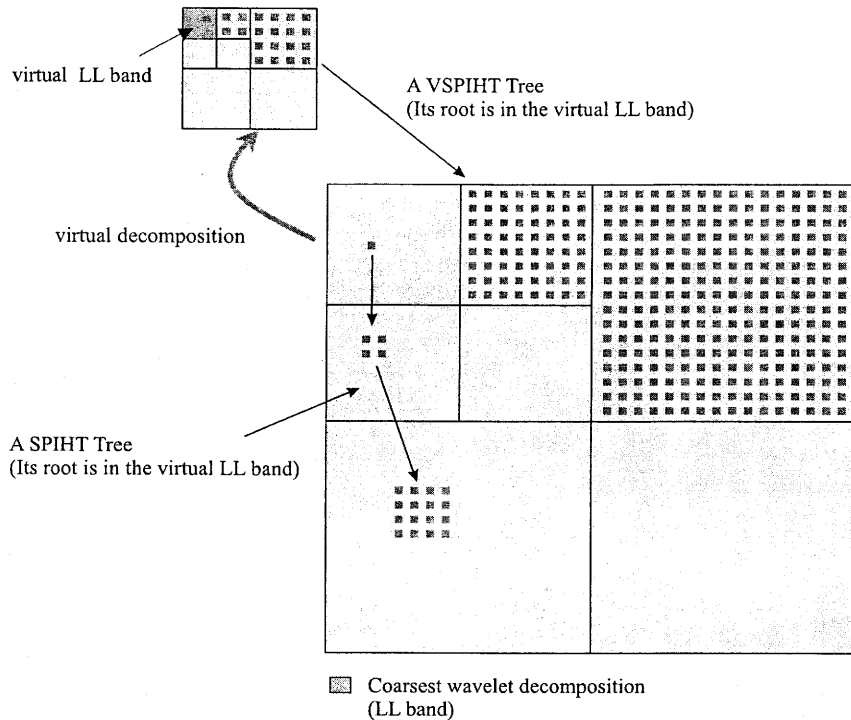 virtual LL band
A VSPIHT Tree
(Its root is in the virtual LL band)
virtual decomposition
A SPIHT Tree
(Its root is in the virtual LL band)
Coarsest wavelet decomposition
(LL band)